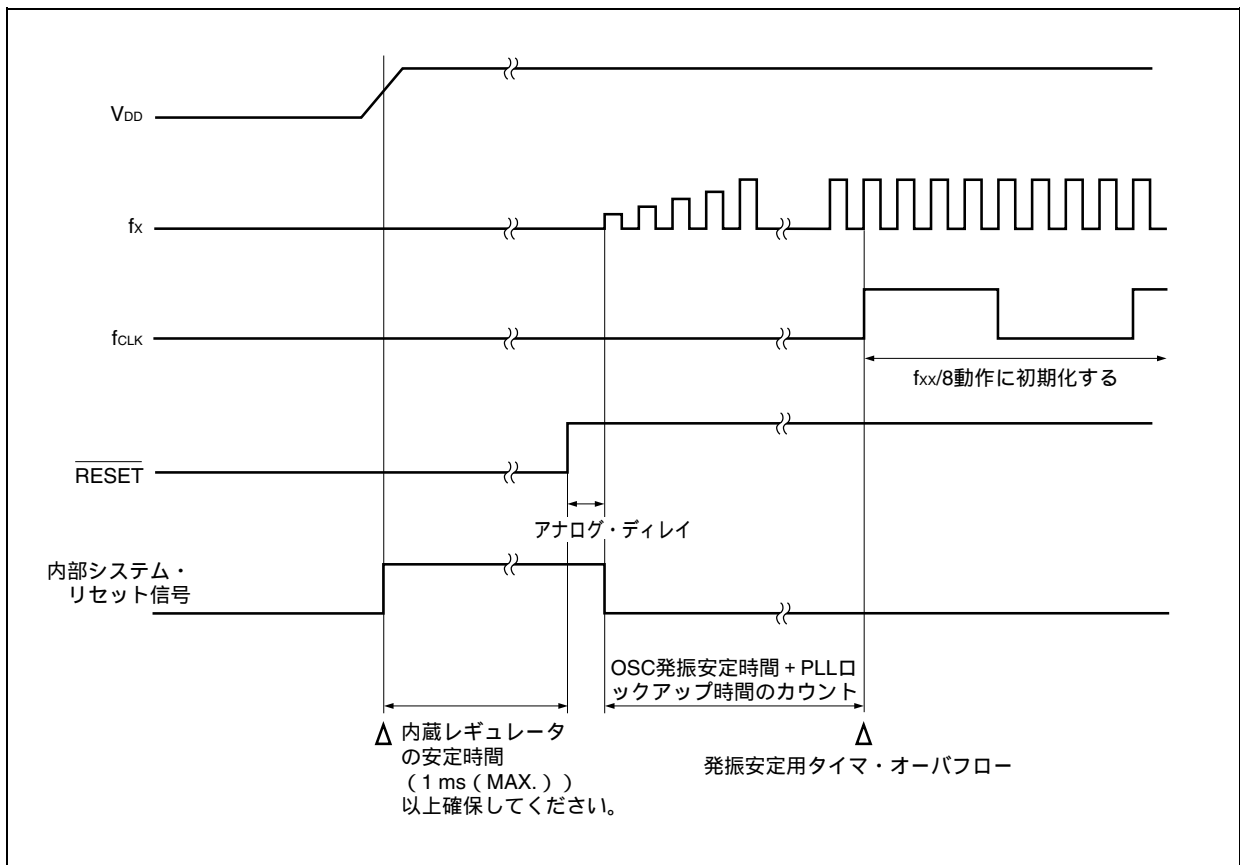 VDD
fX
fCLK
fXX/8動作に初期化する
RESET
アナログ・ディレイ
内部システム・
リセット信号
OSC発振安定時間 + PLLロ
ックアップ時間のカウント
内蔵レギュレータ
の安定時間
（1 ms（MAX.））
以上確保してください。
発振安定用タイマ・オーバフロー